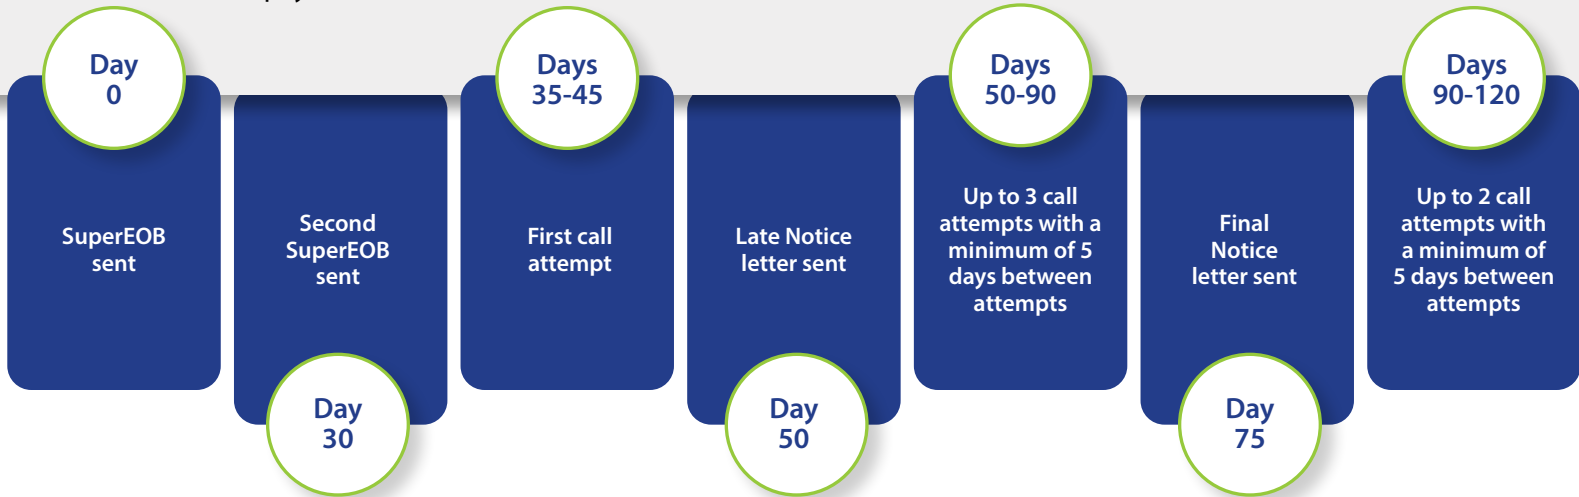 Day
0
SuperEOB
sent
Second
SuperEOB
sent
Day
30
Days
35-45
First call
attempt
Late Notice
letter sent
Day
50
Days
50-90
Up to 3 call
attempts with a
minimum of 5
days between
attempts
Final
Notice
letter sent
Day
75
Days
90-120
Up to 2 call
attempts with
a minimum of
5 days between
attempts